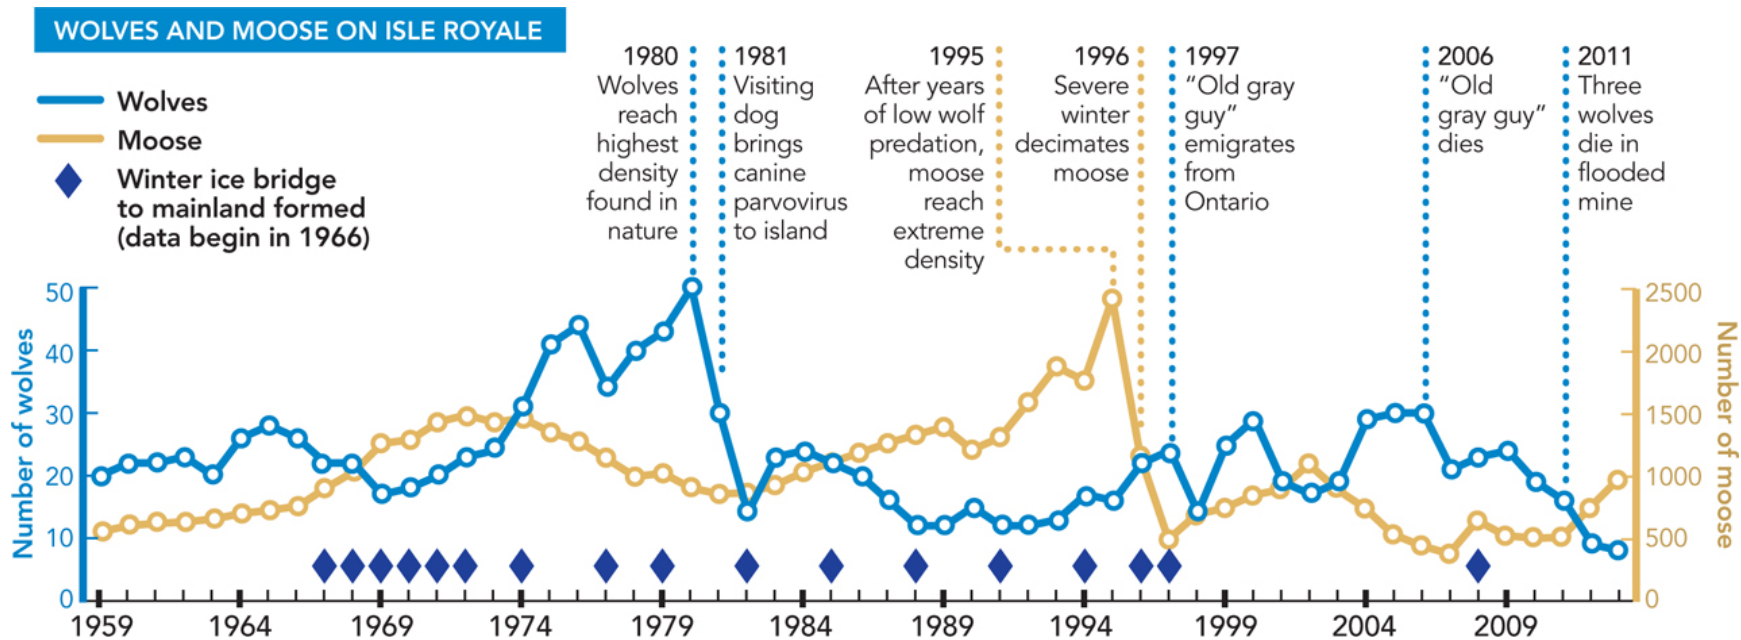 WOLVES AND MOOSE ON ISLE ROYALE
Wolves
Moose
Winter ice bridge
to mainland formed
(data begin in 1966)
1980
Wolves
reach
highest
density
found in
nature
1981
Visiting
dog
brings
canine
parvovirus
to island
1995
After years
of low wolf
predation,
moose
reach
extreme
density
1996
Severe
winter
decimates
moose
1997
“Old gray
guy”
emigrates
from
Ontario
2006
“Old
gray guy”
dies
2011
Three
wolves
die in
flooded
mine
Number of wolves
50
40
30
20
10
0
2500
2000
1500
1000
500
0
Number of moose
1959 1964 1969 1974 1979 1984 1989 1994 1999 2004 2009